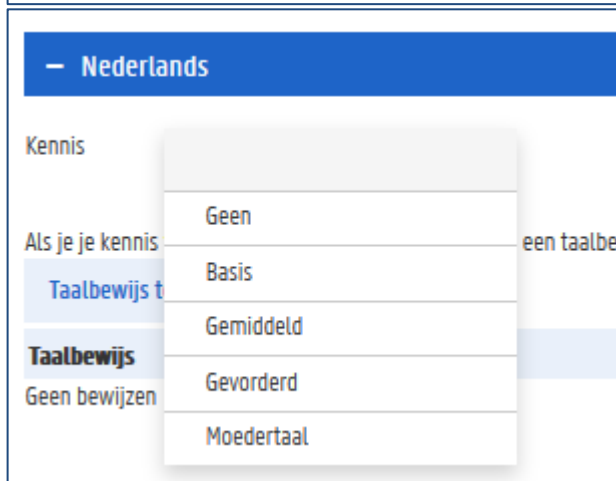 – Nederlands
Kennis
Geen
Als je je kennis een taalbe
Basis
Taalbewijs t
Gemiddeld
Taalbewijs
Gevorderd
Geen bewijzen
Moedertaal